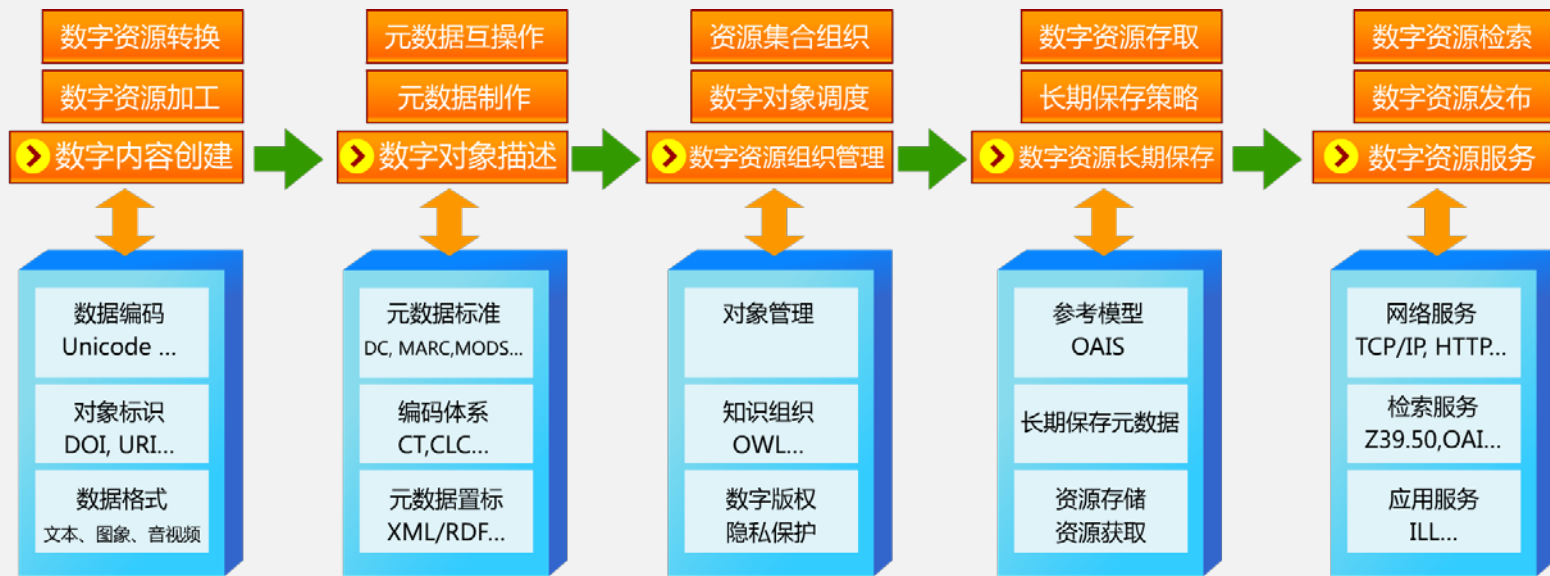 数字资源转换
数字资源加工
数字内容创建
元数据互操作
元数据制作
数字对象描述
资源集合组织
数字对象调度
数字资源组织管理
数字资源存取
长期保存策略
数字资源长期保存
数字资源检索
数字资源发布
数字资源服务
数据编码
Unicode ...
对象标识
DOI, URI...
数据格式
文本、图象、音视频
元数据标准
DC, MARC,MODS...
编码体系
CT,CLC...
元数据置标
XML/RDF...
对象管理
知识组织
OWL...
数字版权
隐私保护
参考模型
OAIS
长期保存元数据
资源存储
资源获取
网络服务
TCP/IP, HTTP...
检索服务
Z39.50,OAI...
应用服务
ILL...